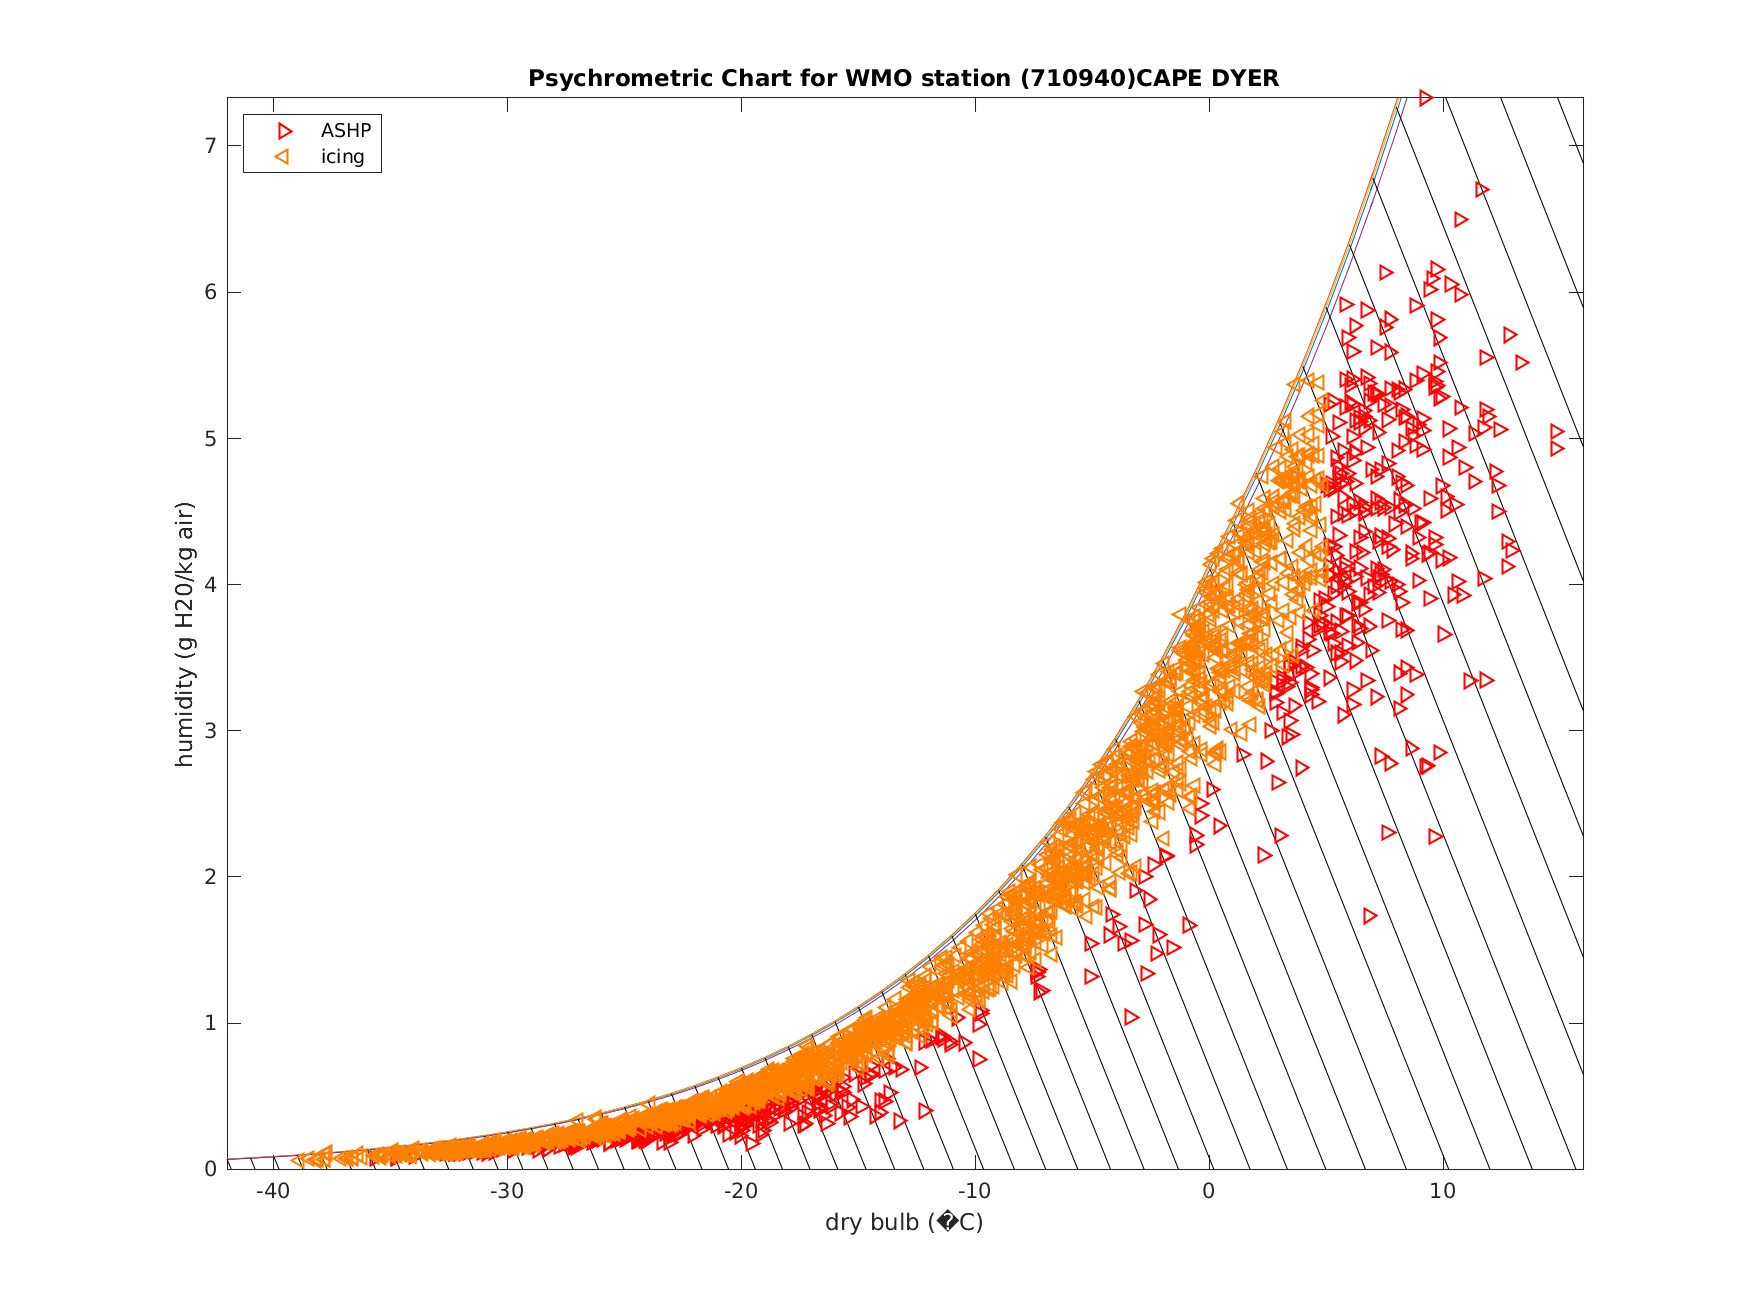 Psychrometric Chart for WMO station (710940)CAPE DYER
ASHP
icing
humidity (g H20/kg air)
7
6
5
4
3
2
1
0
-40 -30 -20 -10 0 10
dry bulb (�C)